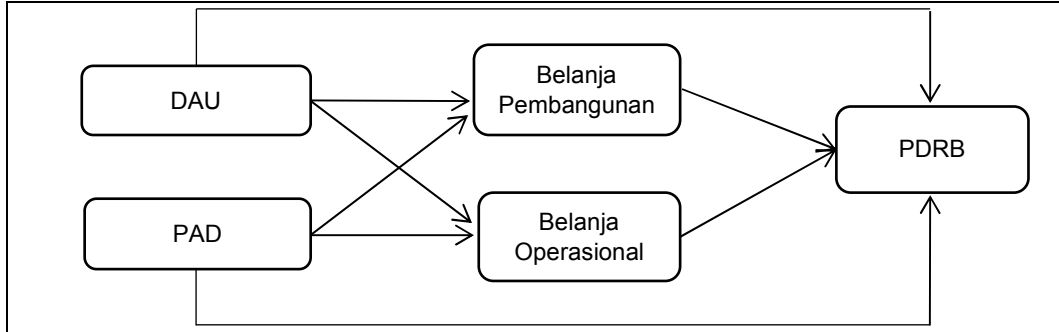 DAU
Belanja
Pembangunan
PDRB
PAD
Belanja
Operasional